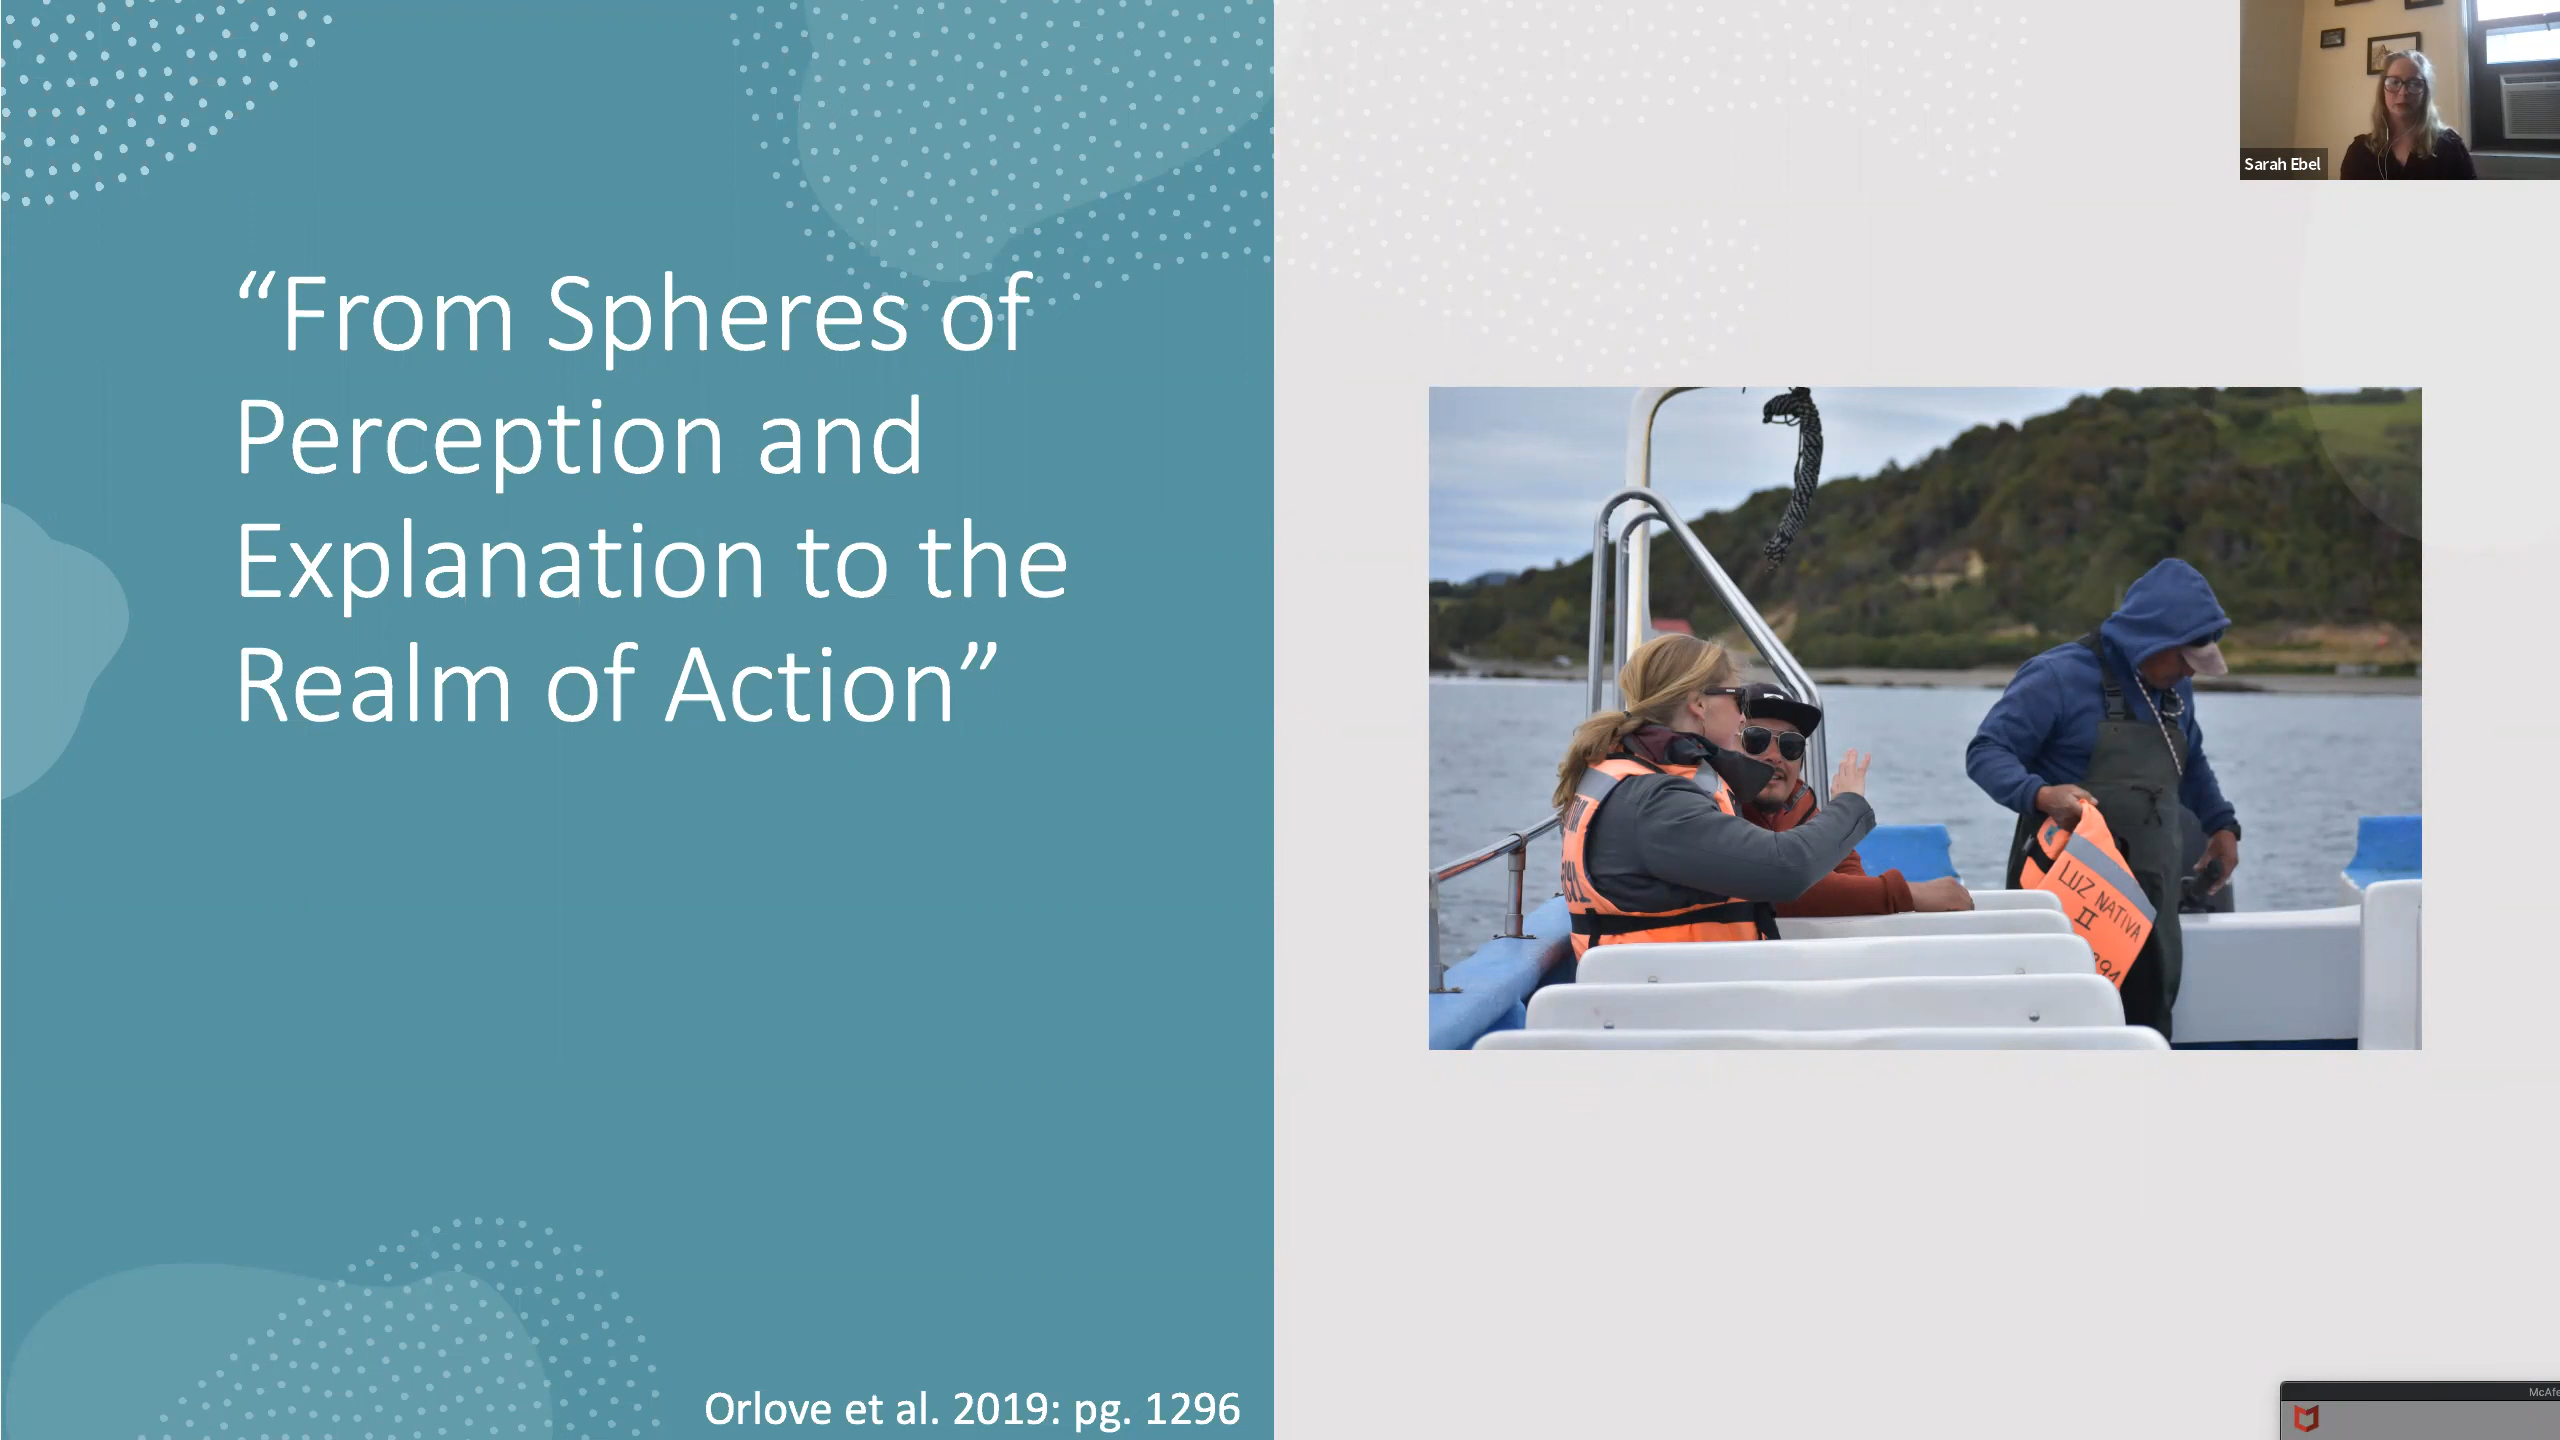 “From Spheres of
Perception and
Explanation to the
Realm of Action”
Orlove et al. 2019: pg. 1296
Sarah Ebel
LUZ NATIVA
II